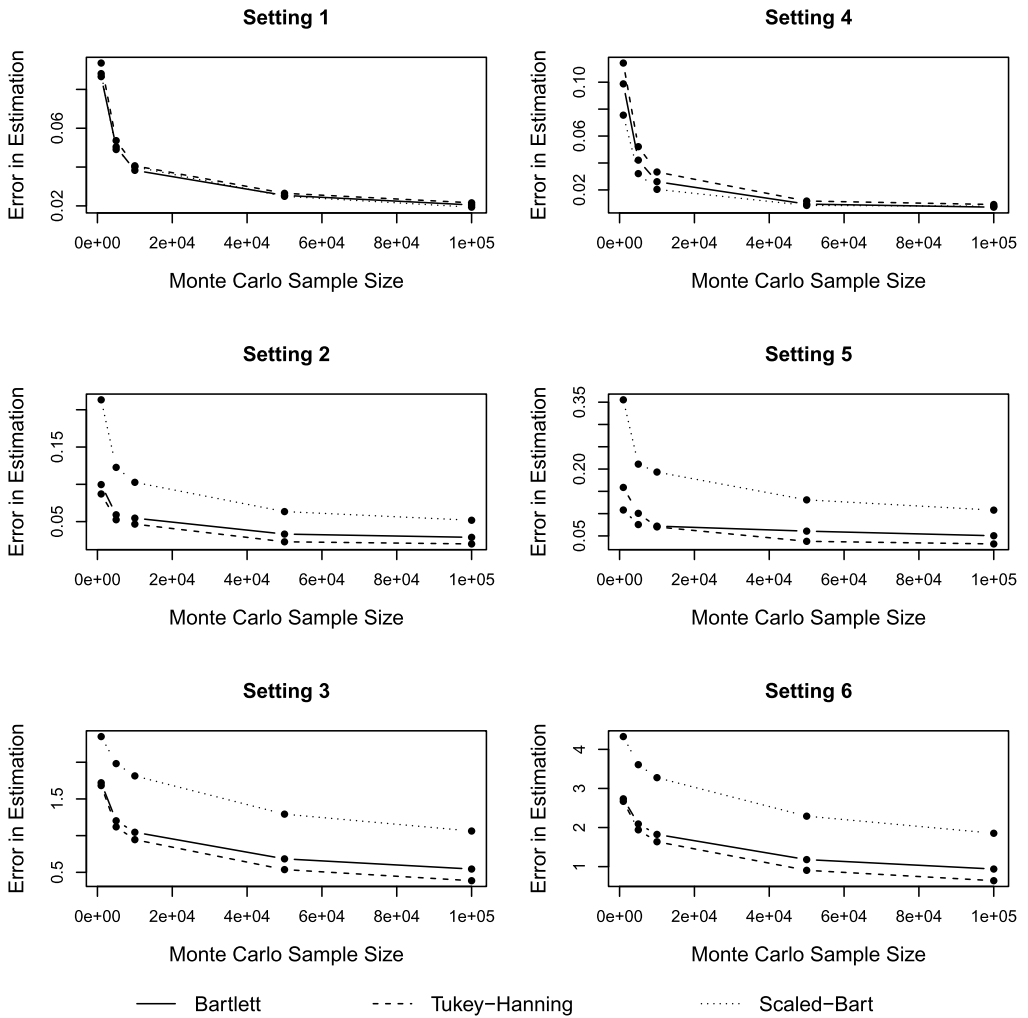 Setting 1
Error in Estimation
0.02 0.06
0e+00 2e+04 4e+04 6e+04 8e+04 1e+05
Monte Carlo Sample Size
Setting 4
Error in Estimation
0.02 0.06 0.10
0e+00 2e+04 4e+04 6e+04 8e+04 1e+05
Monte Carlo Sample Size
Setting 2
Error in Estimation
0.05 0.15
0e+00 2e+04 4e+04 6e+04 8e+04 1e+05
Monte Carlo Sample Size
Setting 5
Error in Estimation
0.05 0.20 0.35
0e+00 2e+04 4e+04 6e+04 8e+04 1e+05
Monte Carlo Sample Size
Setting 3
Error in Estimation
0.5 1.5
0e+00 2e+04 4e+04 6e+04 8e+04 1e+05
Monte Carlo Sample Size
Setting 6
Error in Estimation
1 2 3 4
0e+00 2e+04 4e+04 6e+04 8e+04 1e+05
Monte Carlo Sample Size
Bartlett Tukey−Hanning Scaled−Bart